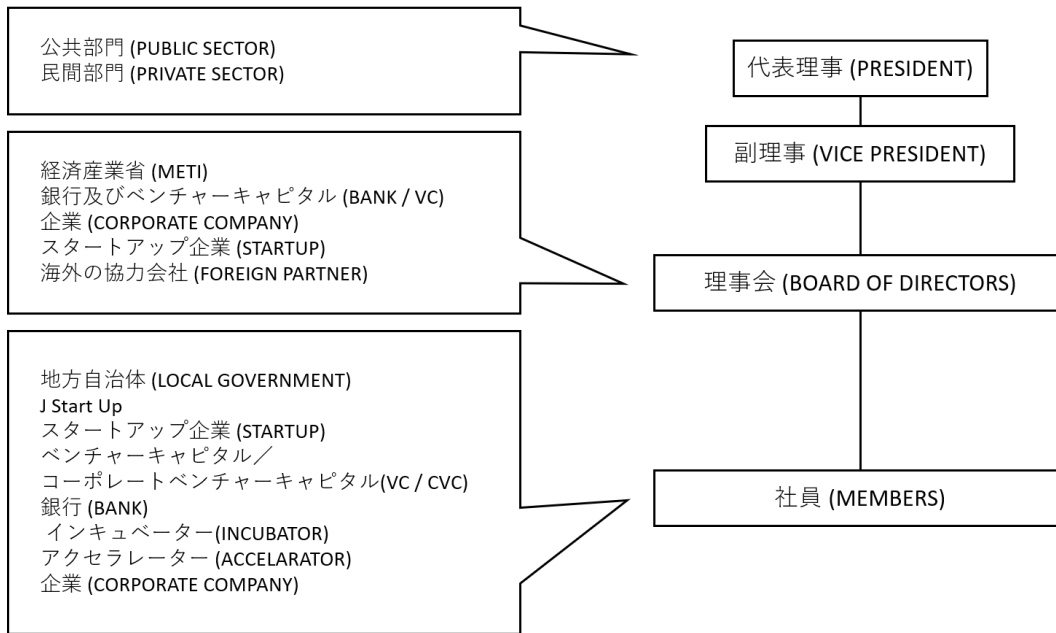 公共部門 (PUBLIC SECTOR)
民間部門 (PRIVATE SECTOR)
代表理事 (PRESIDENT)
副理事 (VICE PRESIDENT)
経済産業省 (METI)
銀行及びベンチャーキャピタル (BANK / VC)
企業 (CORPORATE COMPANY)
スタートアップ企業 (STARTUP)
海外の協力会社 (FOREIGN PARTNER)
理事会 (BOARD OF DIRECTORS)
地方自治体 (LOCAL GOVERNMENT)
J Start Up
スタートアップ企業 (STARTUP)
ベンチャーキャピタル／
コーポレートベンチャーキャピタル(VC / CVC)
銀行 (BANK)
インキュベーター(INCUBATOR)
アクセラレーター (ACCELARATOR)
企業 (CORPORATE COMPANY)
社員 (MEMBERS)